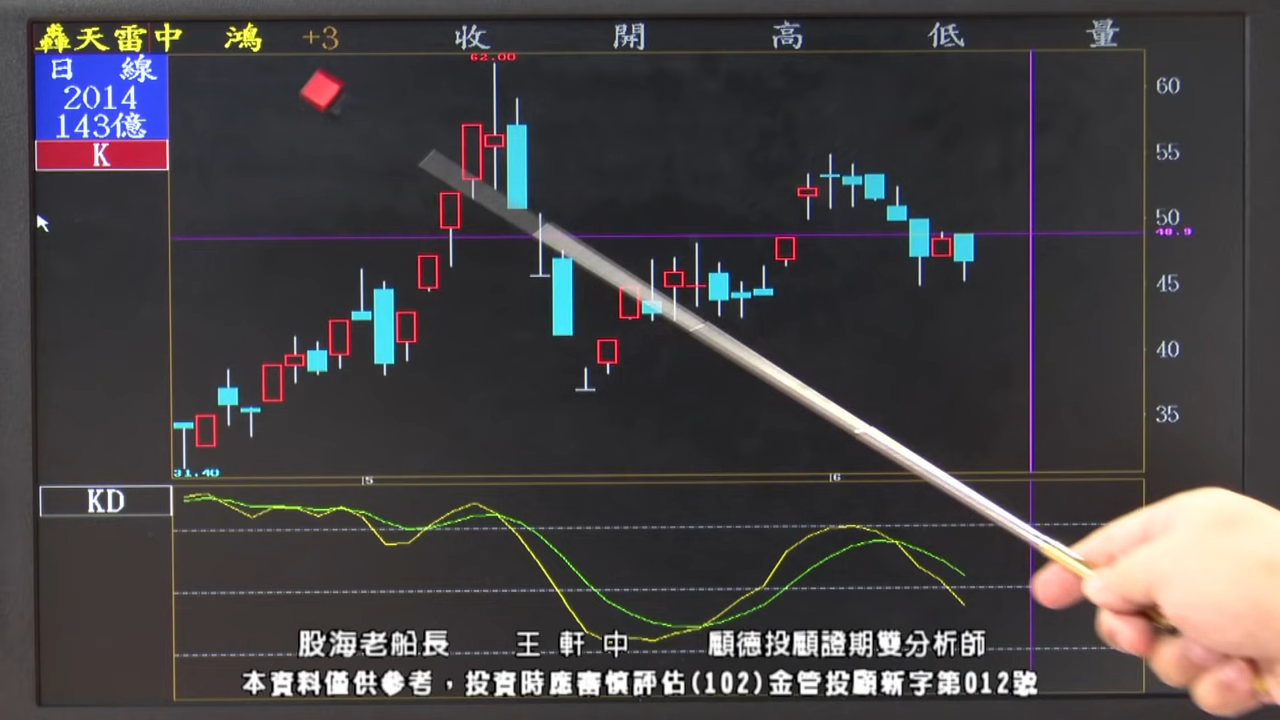 轟天雷中 鴻 +3 收 開 高 低 量
日 線
2014
143億
K
62.00
60
55
50
48.9
45
40
35
31.40
5 6
KD
股海老船長 王軒中 顧德投顧證期雙分析師
本資料僅供參考，投資時應審慎評估(102)金管投顧新字第012號